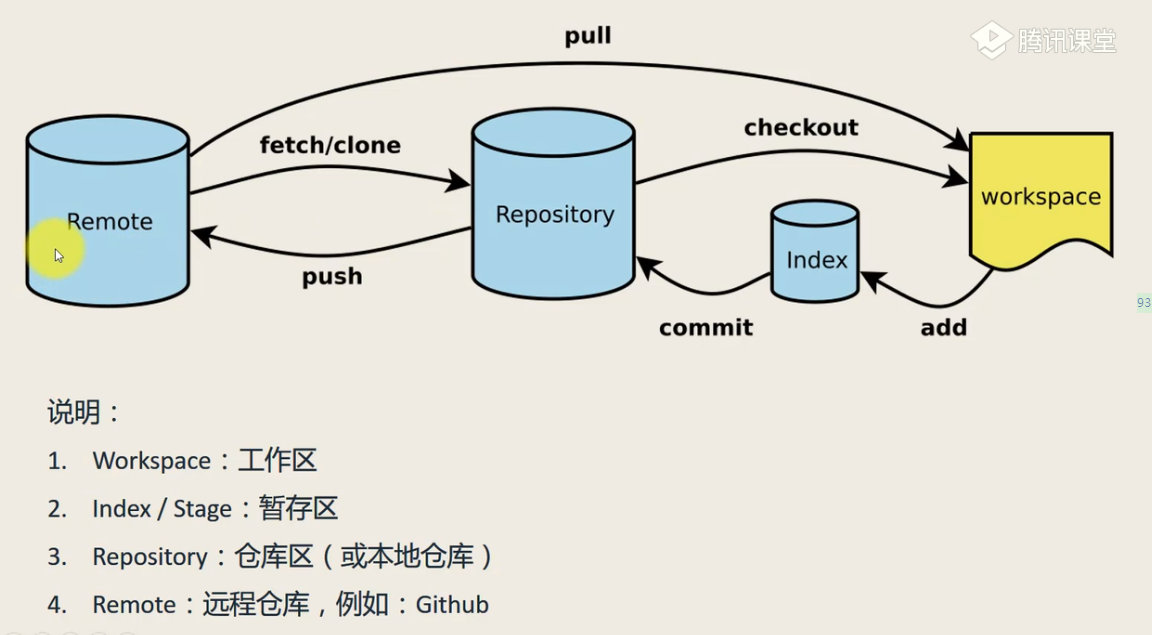 pull
腾讯课堂
fetch/clone
checkout
Remote
Repository
workspace
Index
push
commit
add
93
说明：
1. Workspace：工作区
2. Index / Stage：暂存区
3. Repository：仓库区（或本地仓库）
4. Remote：远程仓库，例如：Github